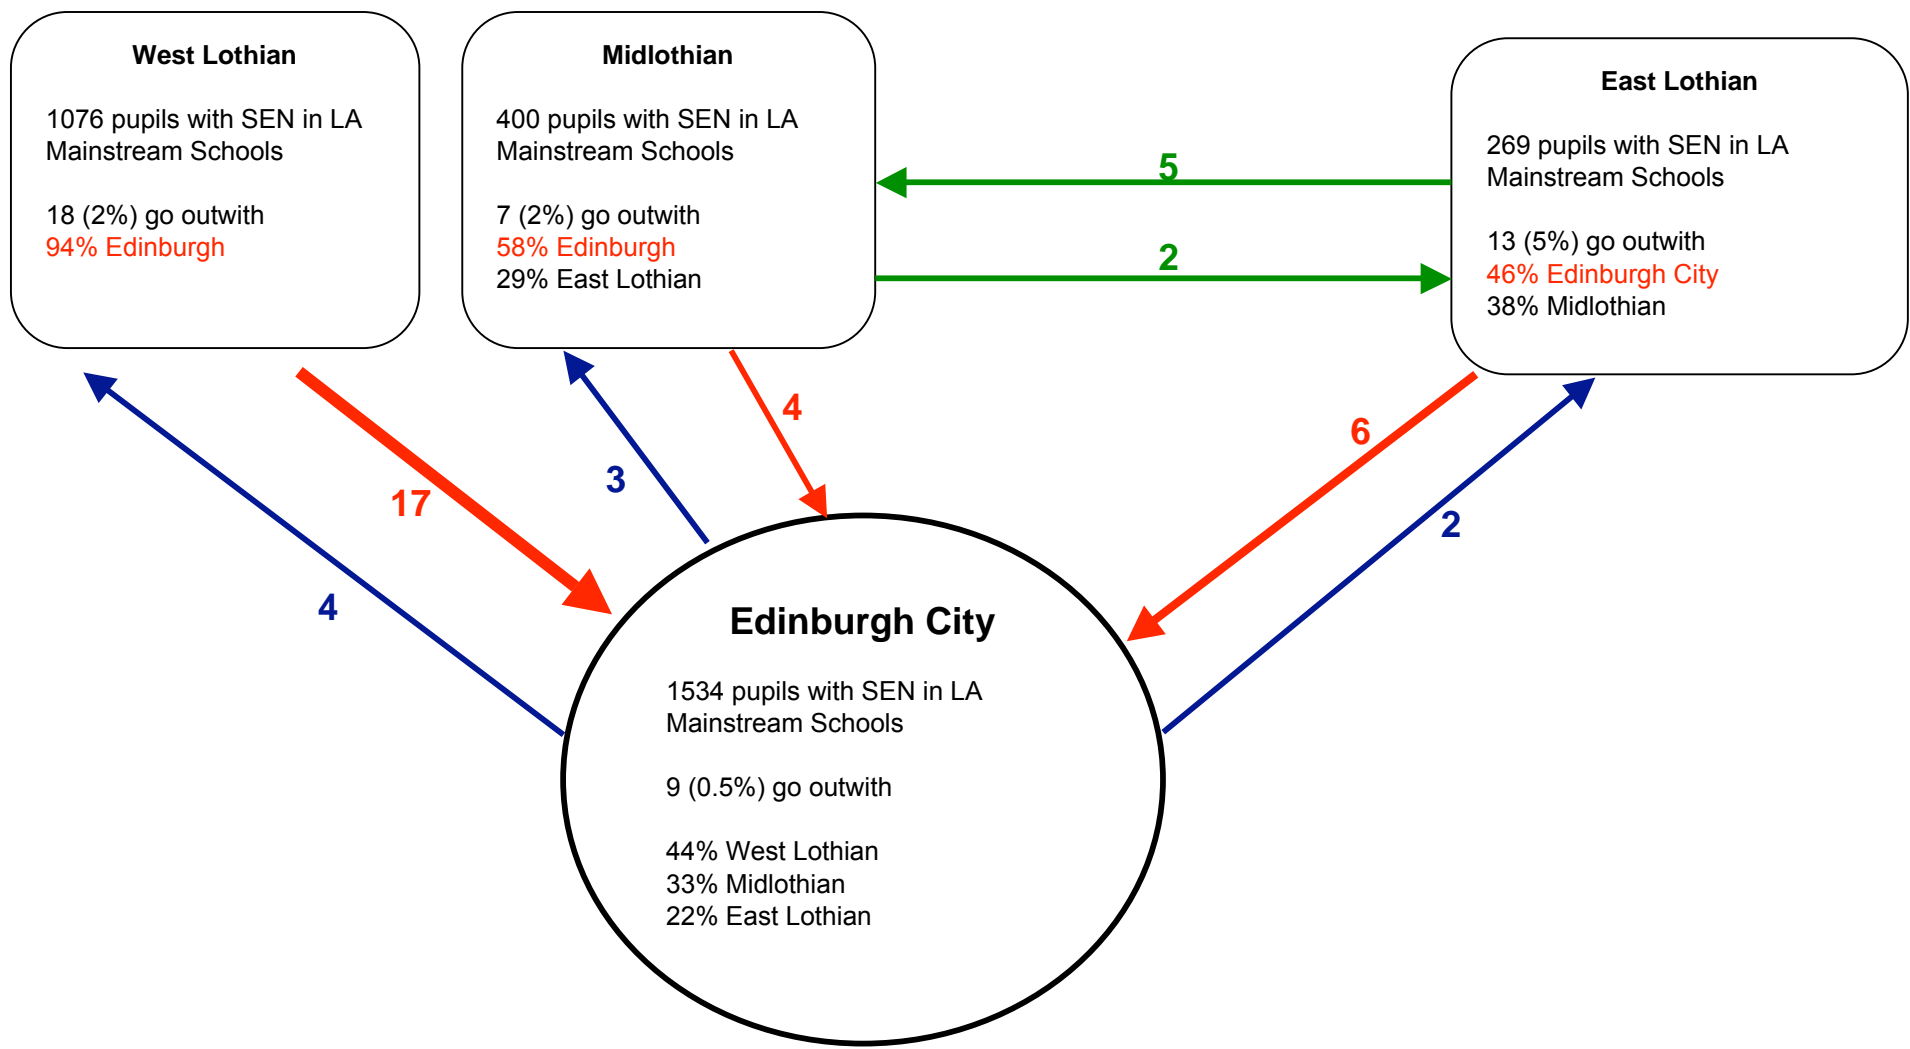 West Lothian
1076 pupils with SEN in LA
Mainstream Schools
18 (2%) go outwith
94% Edinburgh
Midlothian
400 pupils with SEN in LA
Mainstream Schools
7 (2%) go outwith
58% Edinburgh
29% East Lothian
East Lothian
269 pupils with SEN in LA
Mainstream Schools
13 (5%) go outwith
46% Edinburgh City
38% Midlothian
5
2
4
6
3
17
2
4
Edinburgh City
1534 pupils with SEN in LA
Mainstream Schools
9 (0.5%) go outwith
44% West Lothian
33% Midlothian
22% East Lothian